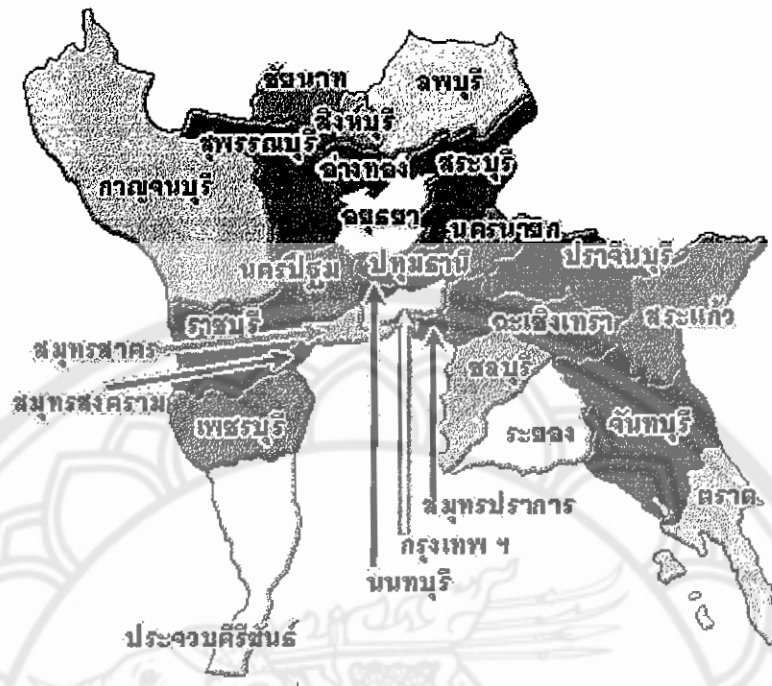 ชัยนาท
ลพบุรี
สิงห์บุรี
สุพรรณบุรี
อ่างทอง
สระบุรี
กาญจนบุรี
อยุธยา
นครนายก
นครปฐม
ปทุมธานี
ปราจีนบุรี
ราชบุรี
ฉะเชิงเทรา
สระแก้ว
สมุทรสาคร
ชลบุรี
สมุทรสงคราม
เพชรบุรี
ระยอง
จันทบุรี
ตราด
สมุทรปราการ
กรุงเทพ ฯ
นนทบุรี
ประจวบคีรีขันธ์